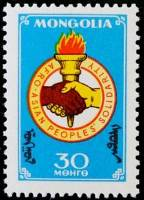 MONGOLIA
AFRO-ASIAN PEOPLES' SOLIDARITY
30
МӨНГӨ